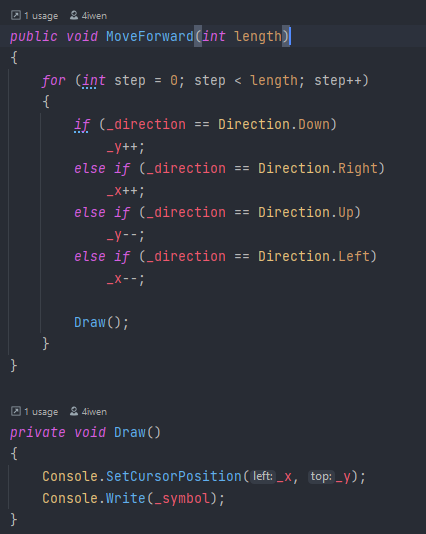 1 usage 4iwen
public void MoveForward(int length)
{
    for (int step = 0; step < length; step++)
    {
        if (_direction == Direction.Down)
            _y++;
        else if (_direction == Direction.Right)
            _x++;
        else if (_direction == Direction.Up)
            _y--;
        else if (_direction == Direction.Left)
            _x--;

        Draw();
    }
}

1 usage 4iwen
private void Draw()
{
    Console.SetCursorPosition(left:_x, top:_y);
    Console.Write(_symbol);
}